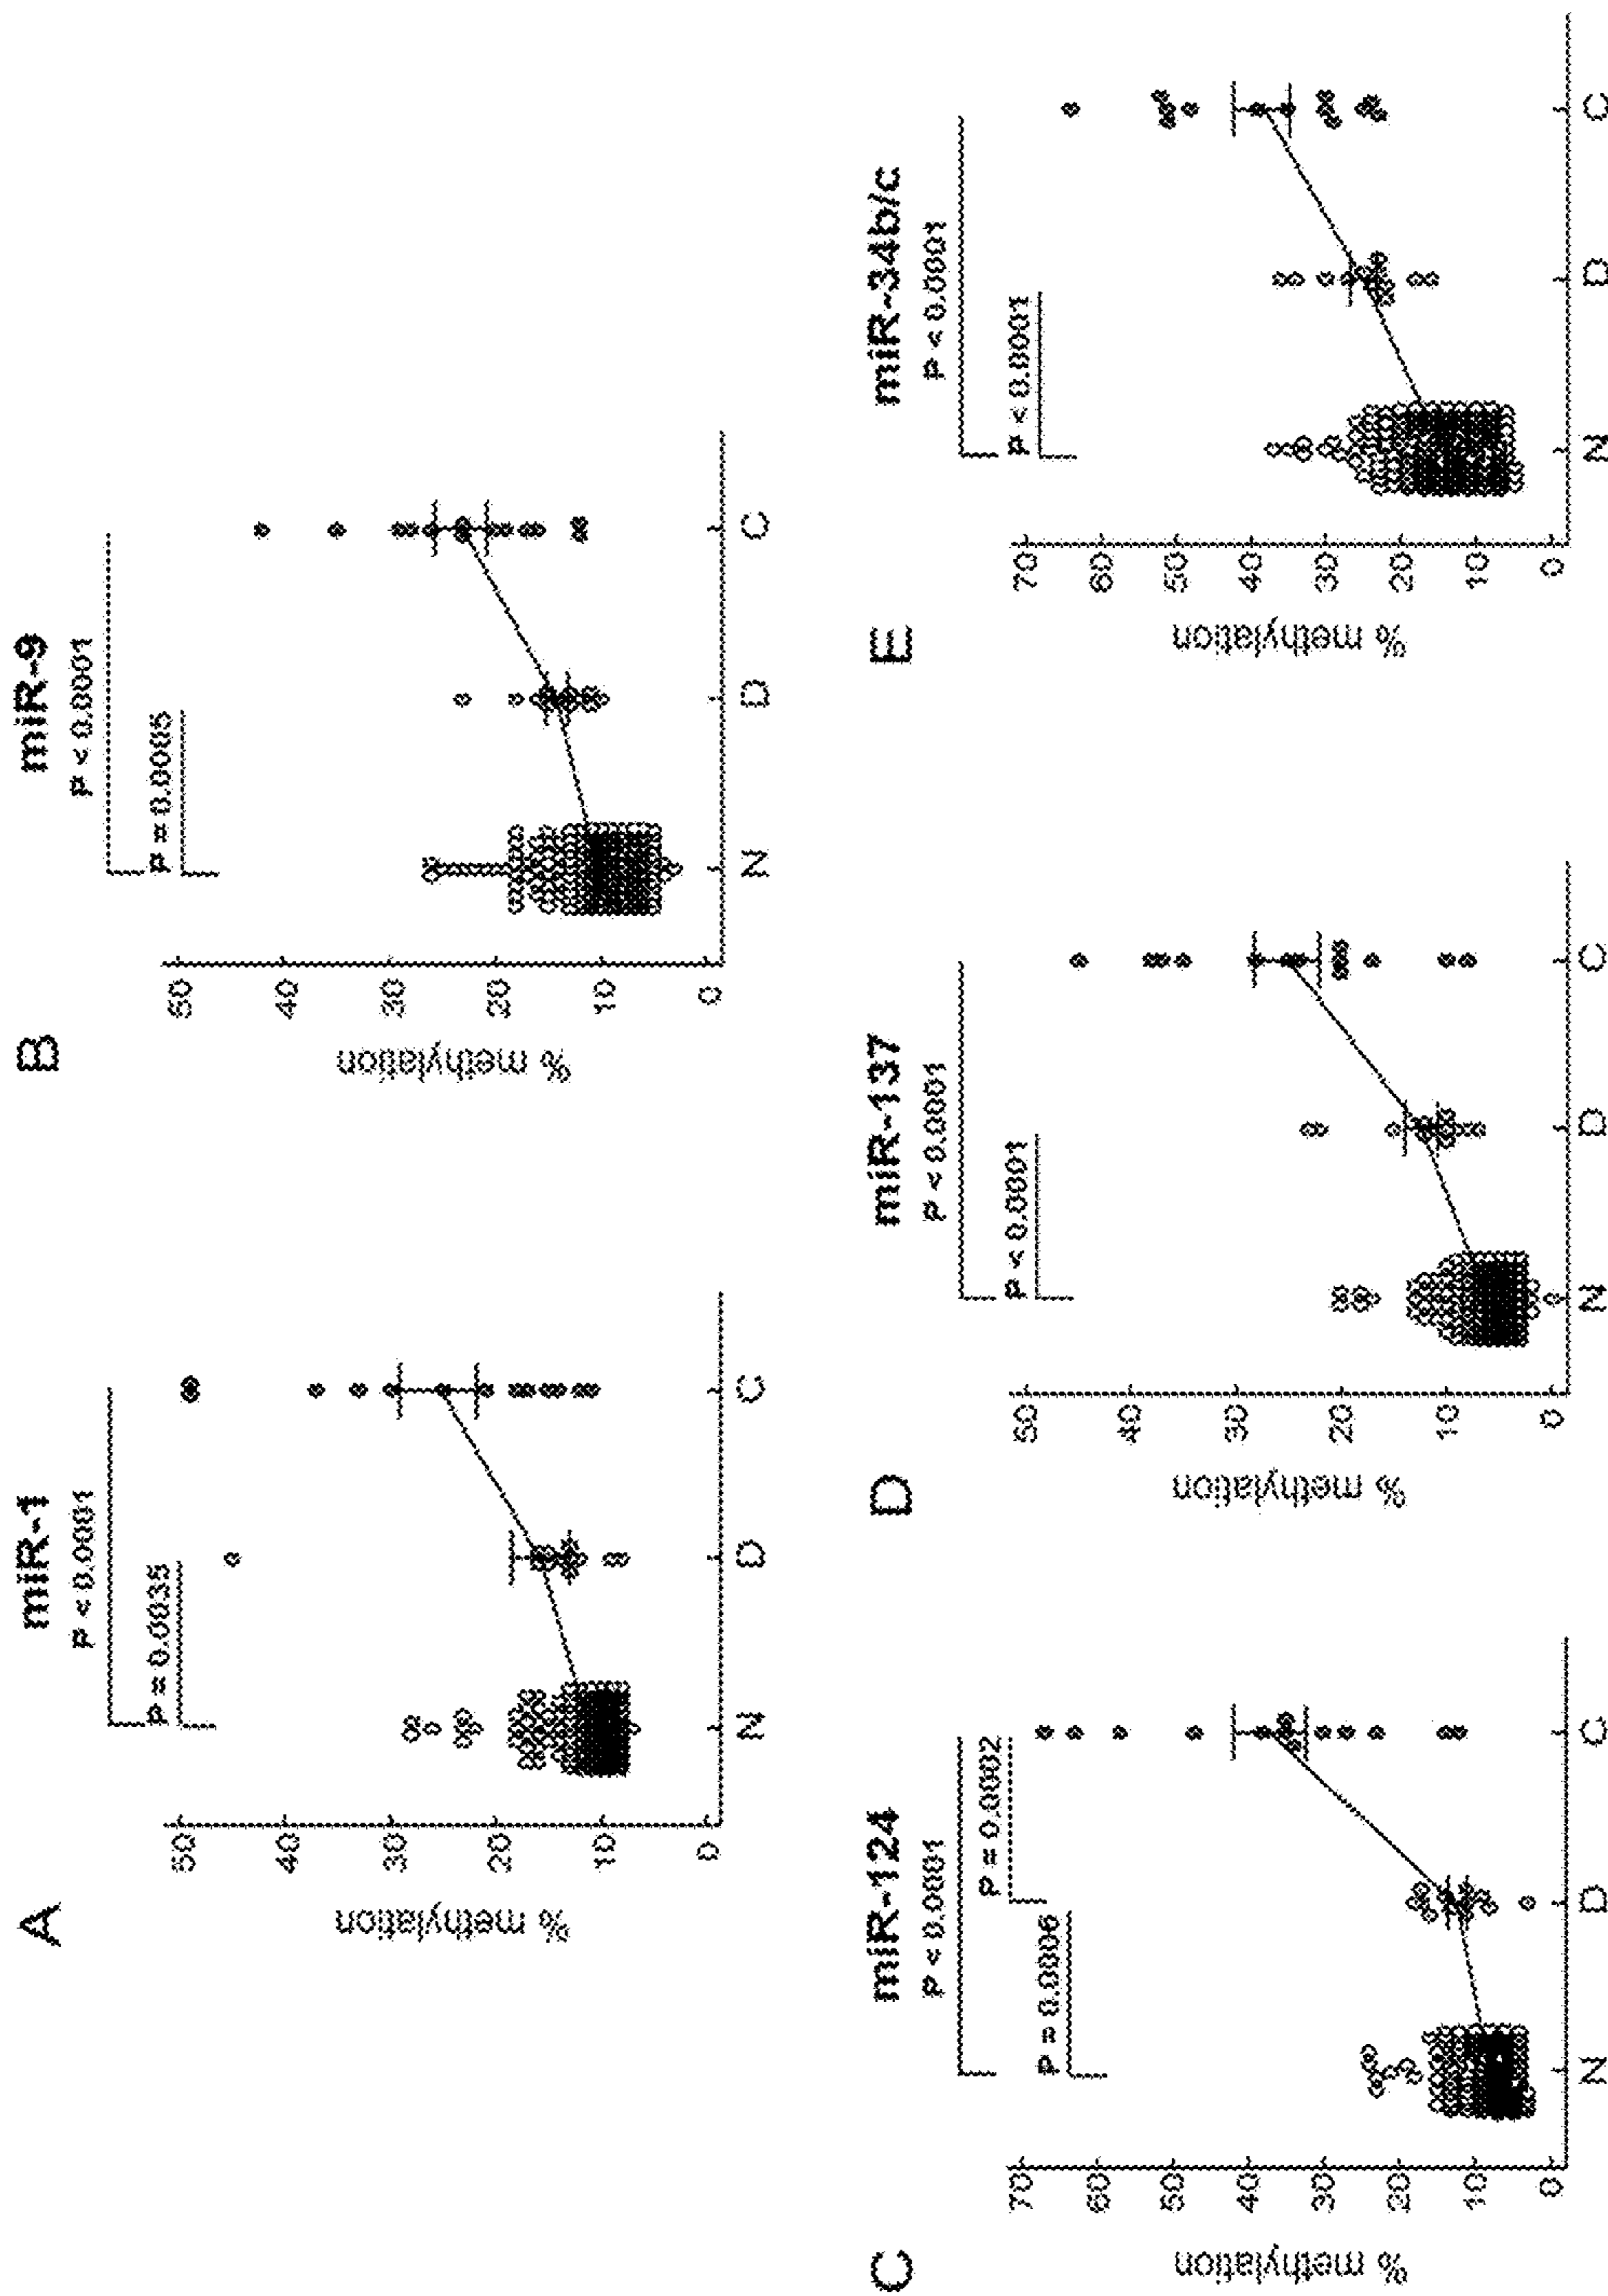 A
miR-1
P < 0.0001
P = 0.0035
% methylation
50
40
30
20
10
0
N
D
C
B
miR-9
P < 0.0001
P = 0.0005
% methylation
50
40
30
20
10
0
N
D
C
C
miR-124
P < 0.0001
P = 0.0002
P = 0.0006
% methylation
70
60
50
40
30
20
10
0
N
D
C
D
miR-137
P < 0.0001
P < 0.0001
% methylation
50
40
30
20
10
0
N
D
C
E
miR-34b/c
P < 0.0001
P < 0.0001
% methylation
70
60
50
40
30
20
10
0
N
D
C